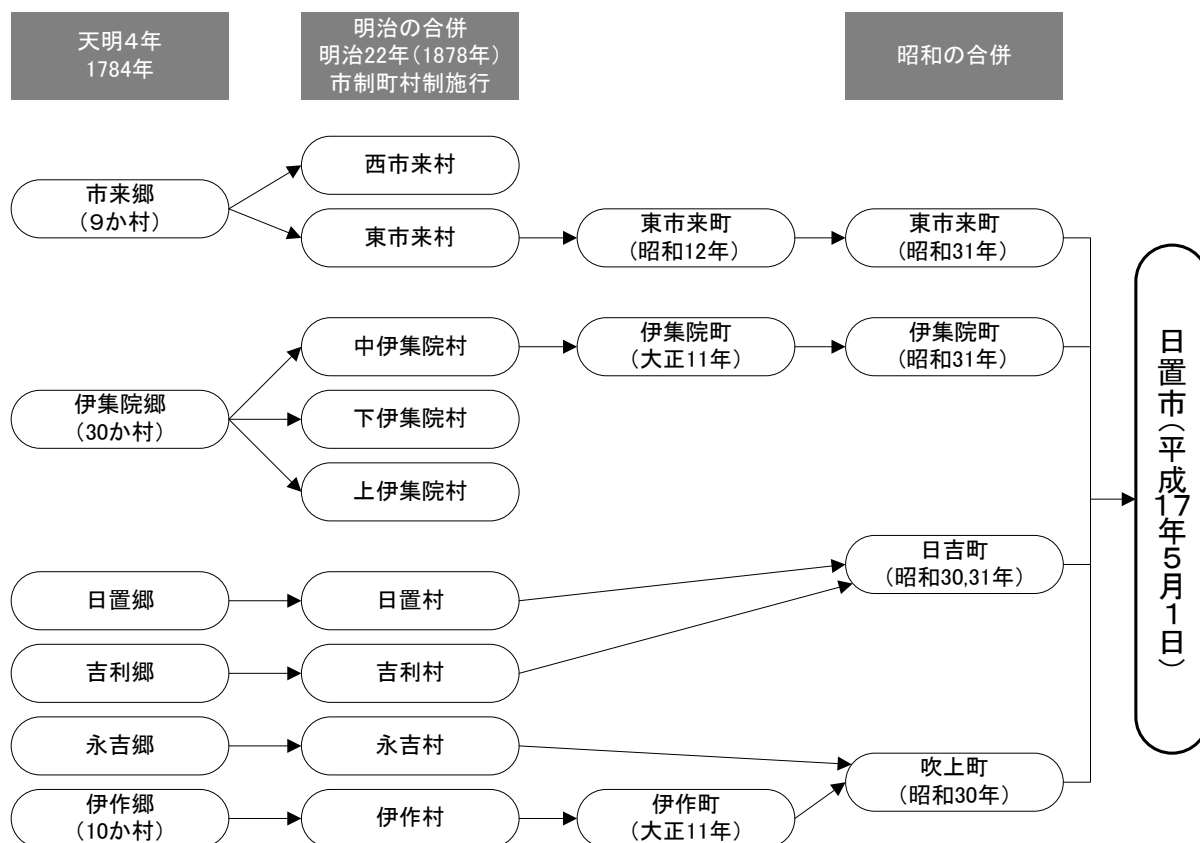 天明4年
1784年
明治の合併
明治22年(1878年)
市制町村制施行
昭和の合併
市来郷
(9か村)
西市来村
東市来村
東市来町
(昭和12年)
東市来町
(昭和31年)
伊集院郷
(30か村)
中伊集院村
下伊集院村
上伊集院村
伊集院町
(大正11年)
伊集院町
(昭和31年)
日置郷
日置村
吉利郷
吉利村
日吉町
(昭和30,31年)
永吉郷
永吉村
伊作郷
(10か村)
伊作村
伊作町
(大正11年)
吹上町
(昭和30年)
日置市(平成17年5月1日)